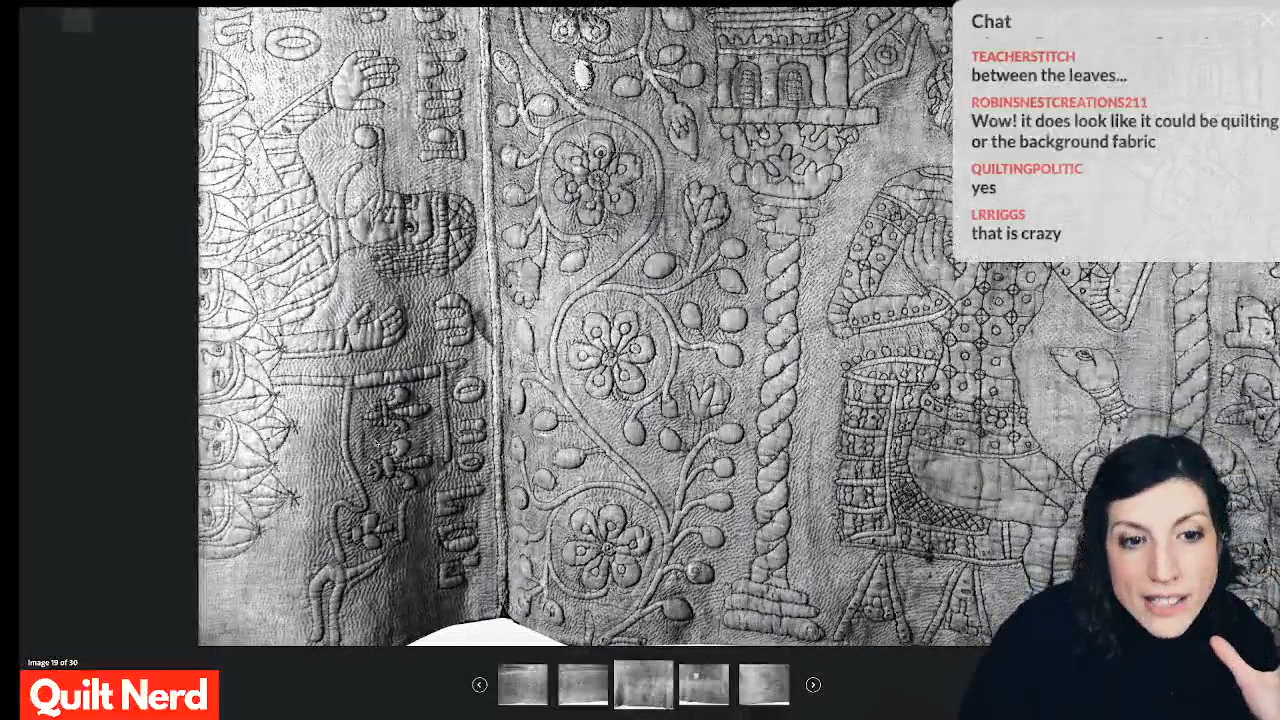 Chat
TEACHERSTITCH
between the leaves...
ROBINSNESTCREATIONS211
Wow! it does look like it could be quilting
or the background fabric
QUILTINGPOLITIC
yes
LRRIGGS
that is crazy
Image 19 of 30
Quilt Nerd